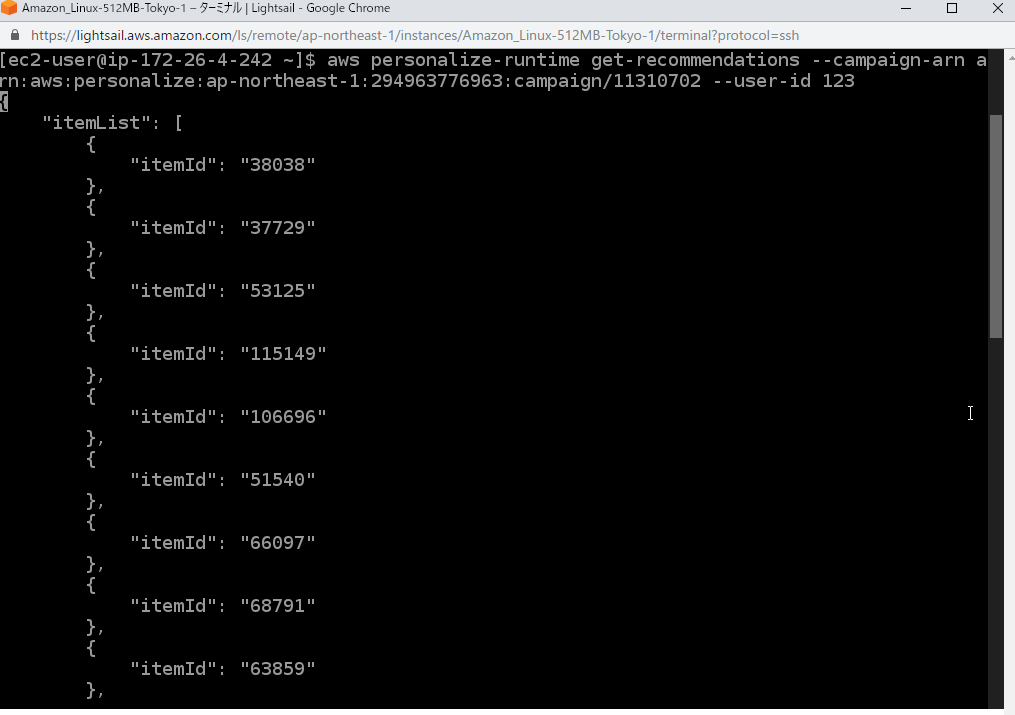 Amazon_Linux-512MB-Tokyo-1 – ターミナル | Lightsail - Google Chrome
https://lightsail.aws.amazon.com/ls/remote/ap-northeast-1/instances/Amazon_Linux-512MB-Tokyo-1/terminal?protocol=ssh
[ec2-user@ip-172-26-4-242 ~]$ aws personalize-runtime get-recommendations --campaign-arn a
rn:aws:personalize:ap-northeast-1:294963776963:campaign/11310702 --user-id 123
{
    "itemList": [
        {
            "itemId": "38038"
        },
        {
            "itemId": "37729"
        },
        {
            "itemId": "53125"
        },
        {
            "itemId": "115149"
        },
        {
            "itemId": "106696"
        },
        {
            "itemId": "51540"
        },
        {
            "itemId": "66097"
        },
        {
            "itemId": "68791"
        },
        {
            "itemId": "63859"
        },